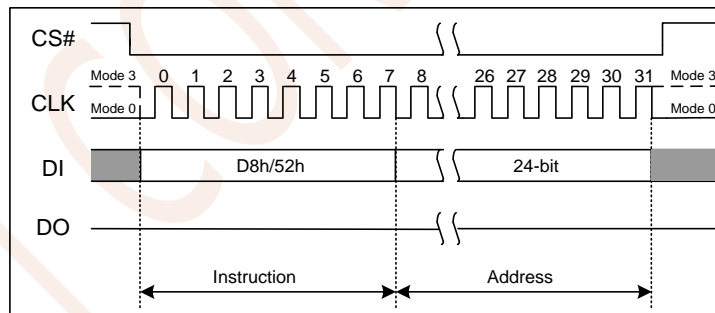 CS#
Mode 3 0 1 2 3 4 5 6 7 8 26 27 28 29 30 31 Mode 3
CLK
Mode 0 Mode 0
DI D8h/52h 24-bit
DO
Instruction Address